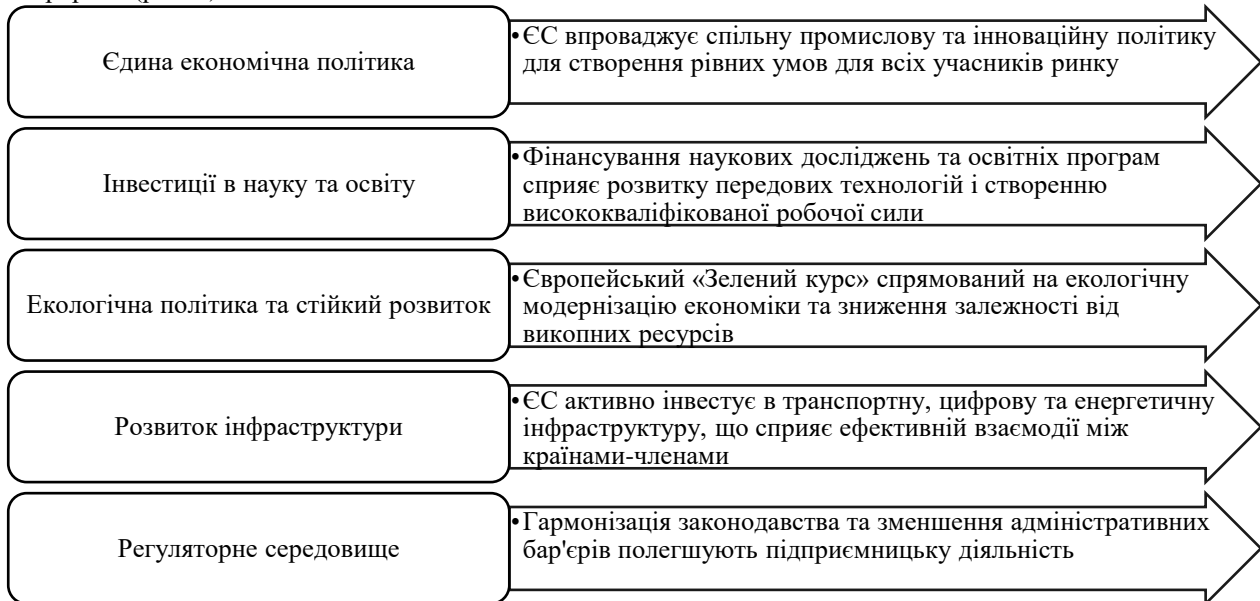 Єдина економічна політика
•ЄС впроваджує спільну промислову та інноваційну політику
для створення рівних умов для всіх учасників ринку
Інвестиції в науку та освіту
•Фінансування наукових досліджень та освітніх програм
сприяє розвитку передових технологій і створенню
висококваліфікованої робочої сили
Екологічна політика та стійкий розвиток
•Європейський «Зелений курс» спрямований на екологічну
модернізацію економіки та зниження залежності від
викопних ресурсів
Розвиток інфраструктури
•ЄС активно інвестує в транспортну, цифрову та енергетичну
інфраструктуру, що сприяє ефективній взаємодії між
країнами-членами
Регуляторне середовище
•Гармонізація законодавства та зменшення адміністративних
бар'єрів полегшують підприємницьку діяльність